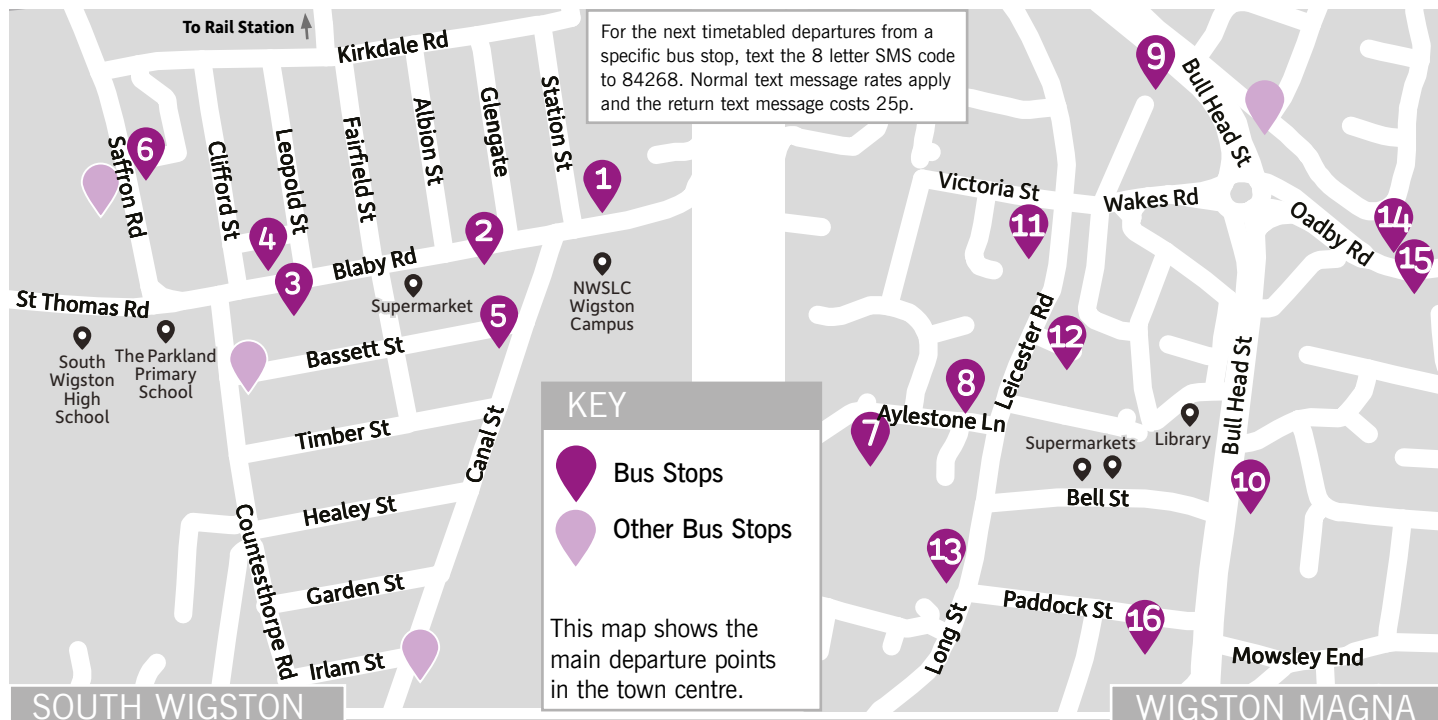 To Rail Station
Kirkdale Rd
For the next timetabled departures from a
specific bus stop, text the 8 letter SMS code
to 84268. Normal text message rates apply
and the return text message costs 25p.
Saffron Rd
Clifford St
Leopold St
Fairfield St
Albion St
Glengate
Station St
6
4
3
2
1
5
Blaby Rd
St Thomas Rd
Supermarket
NWSLC
Wigston
Campus
South
Wigston
High
School
The Parkland
Primary
School
Bassett St
Timber St
Canal St
Healey St
Countesthorpe Rd
Garden St
Irlam St
SOUTH WIGSTON
KEY
Bus Stops
Other Bus Stops
This map shows the
main departure points
in the town centre.
9
Bull Head St
Victoria St
Wakes Rd
11
Oadby Rd
14
15
Leicester Rd
12
8
7
Aylestone Ln
Supermarkets
Library
Bull Head St
10
Bell St
13
Long St
Paddock St
16
Mowsley End
WIGSTON MAGNA